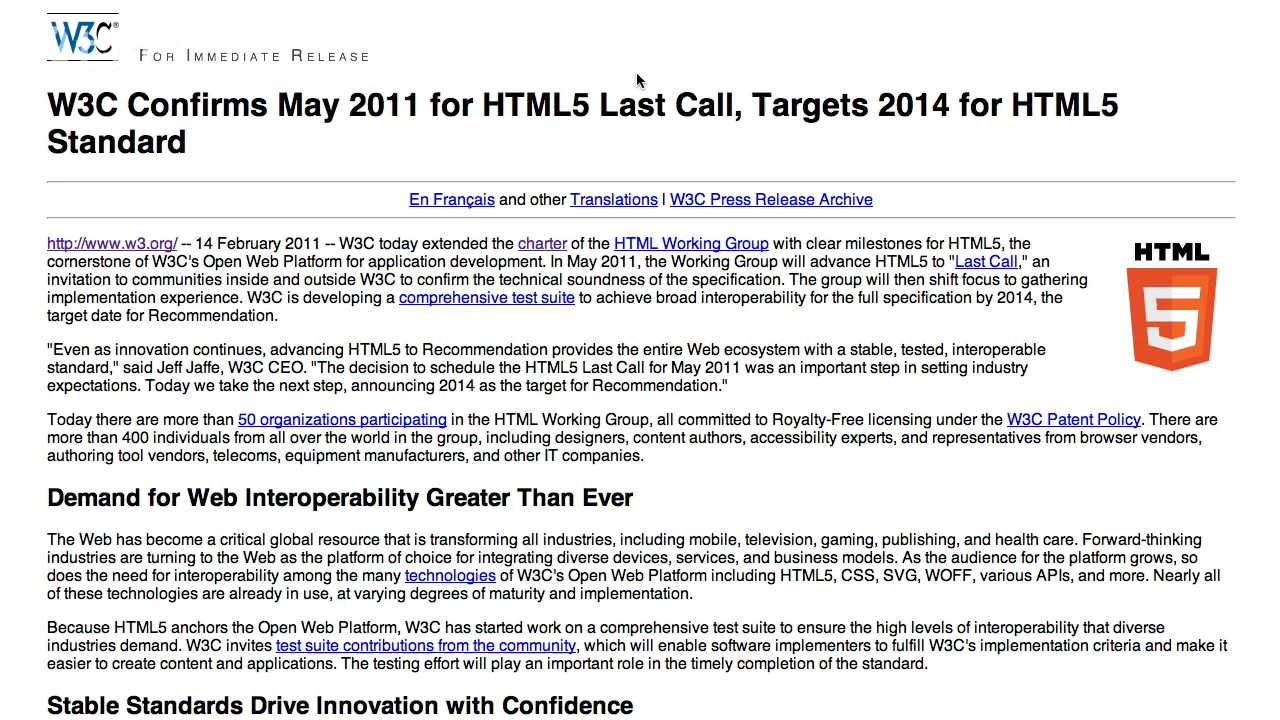 W3C®
FOR IMMEDIATE RELEASE
W3C Confirms May 2011 for HTML5 Last Call, Targets 2014 for HTML5
Standard
En Français and other Translations | W3C Press Release Archive
http://www.w3.org/ -- 14 February 2011 -- W3C today extended the charter of the HTML Working Group with clear milestones for HTML5, the
cornerstone of W3C's Open Web Platform for application development. In May 2011, the Working Group will advance HTML5 to "Last Call," an
invitation to communities inside and outside W3C to confirm the technical soundness of the specification. The group will then shift focus to gathering
implementation experience. W3C is developing a comprehensive test suite to achieve broad interoperability for the full specification by 2014, the
target date for Recommendation.
HTML
5
"Even as innovation continues, advancing HTML5 to Recommendation provides the entire Web ecosystem with a stable, tested, interoperable
standard," said Jeff Jaffe, W3C CEO. "The decision to schedule the HTML5 Last Call for May 2011 was an important step in setting industry
expectations. Today we take the next step, announcing 2014 as the target for Recommendation."
Today there are more than 50 organizations participating in the HTML Working Group, all committed to Royalty-Free licensing under the W3C Patent Policy. There are
more than 400 individuals from all over the world in the group, including designers, content authors, accessibility experts, and representatives from browser vendors,
authoring tool vendors, telecoms, equipment manufacturers, and other IT companies.
Demand for Web Interoperability Greater Than Ever
The Web has become a critical global resource that is transforming all industries, including mobile, television, gaming, publishing, and health care. Forward-thinking
industries are turning to the Web as the platform of choice for integrating diverse devices, services, and business models. As the audience for the platform grows, so
does the need for interoperability among the many technologies of W3C's Open Web Platform including HTML5, CSS, SVG, WOFF, various APIs, and more. Nearly all
of these technologies are already in use, at varying degrees of maturity and implementation.
Because HTML5 anchors the Open Web Platform, W3C has started work on a comprehensive test suite to ensure the high levels of interoperability that diverse
industries demand. W3C invites test suite contributions from the community, which will enable software implementers to fulfill W3C's implementation criteria and make it
easier to create content and applications. The testing effort will play an important role in the timely completion of the standard.
Stable Standards Drive Innovation with Confidence